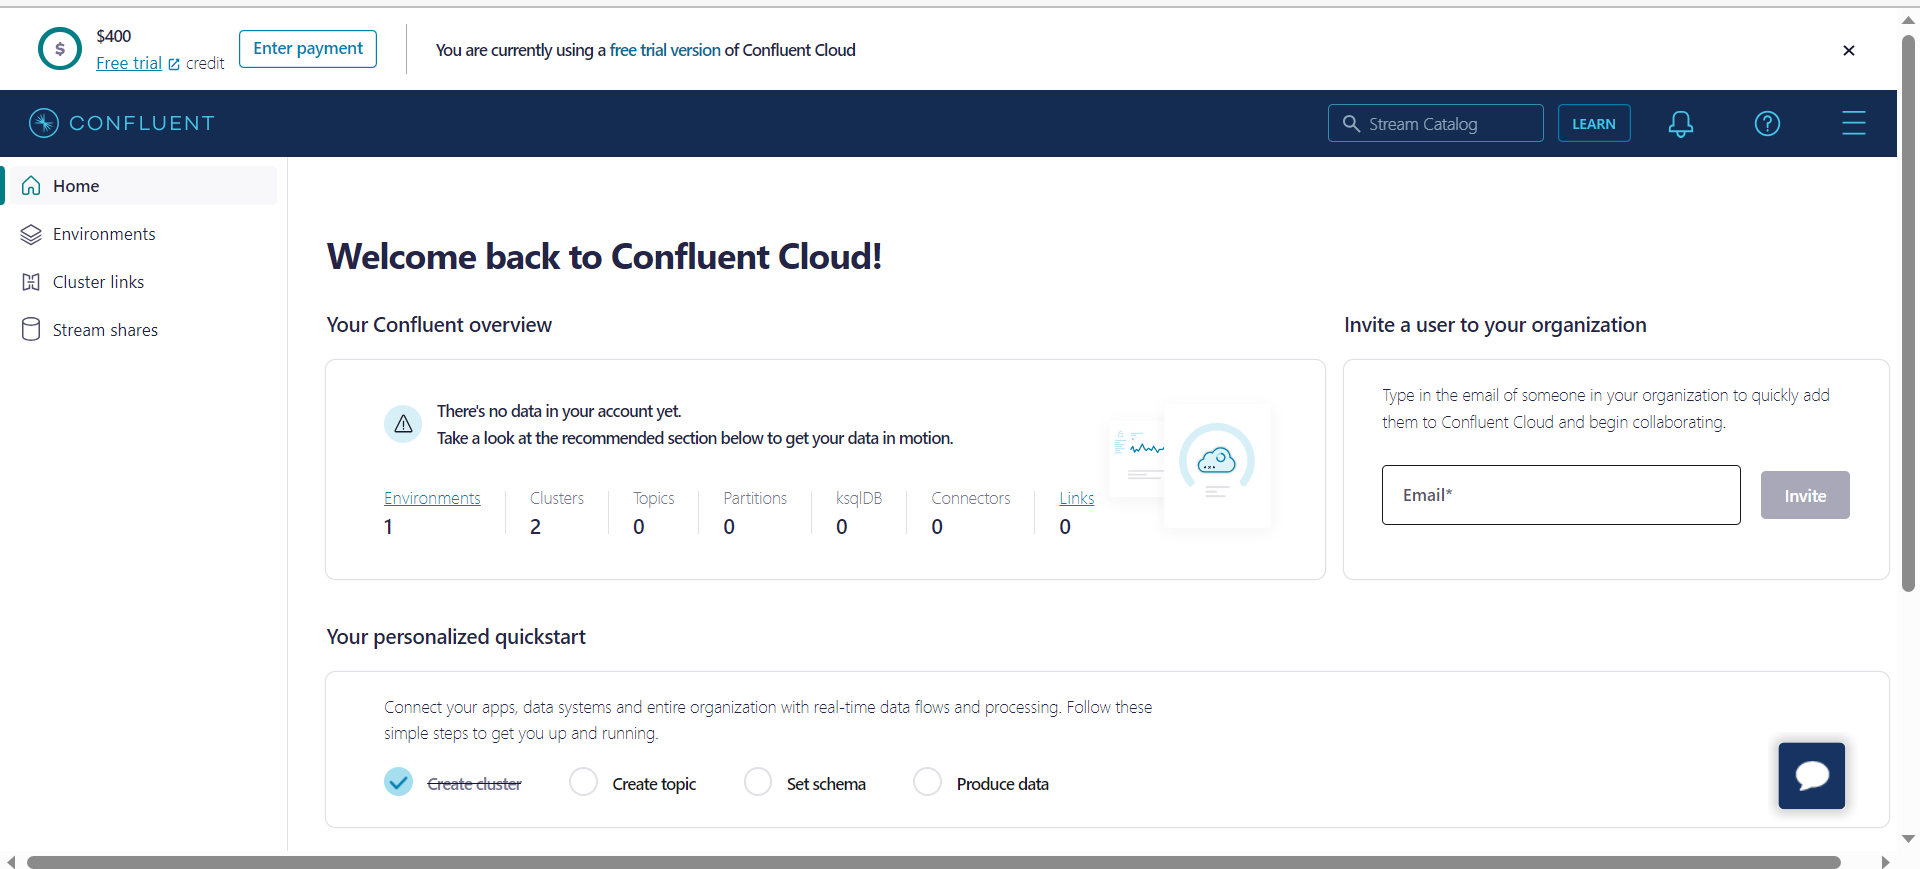 $400
Free trial credit
Enter payment
You are currently using a free trial version of Confluent Cloud
CONFLUENT
Stream Catalog
LEARN
Home
Environments
Cluster links
Stream shares
Welcome back to Confluent Cloud!
Your Confluent overview
There's no data in your account yet.
Take a look at the recommended section below to get your data in motion.
Environments
1
Clusters
2
Topics
0
Partitions
0
ksqlDB
0
Connectors
0
Links
0
Invite a user to your organization
Type in the email of someone in your organization to quickly add
them to Confluent Cloud and begin collaborating.
Email*
Invite
Your personalized quickstart
Connect your apps, data systems and entire organization with real-time data flows and processing. Follow these
simple steps to get you up and running.
Create cluster
Create topic
Set schema
Produce data